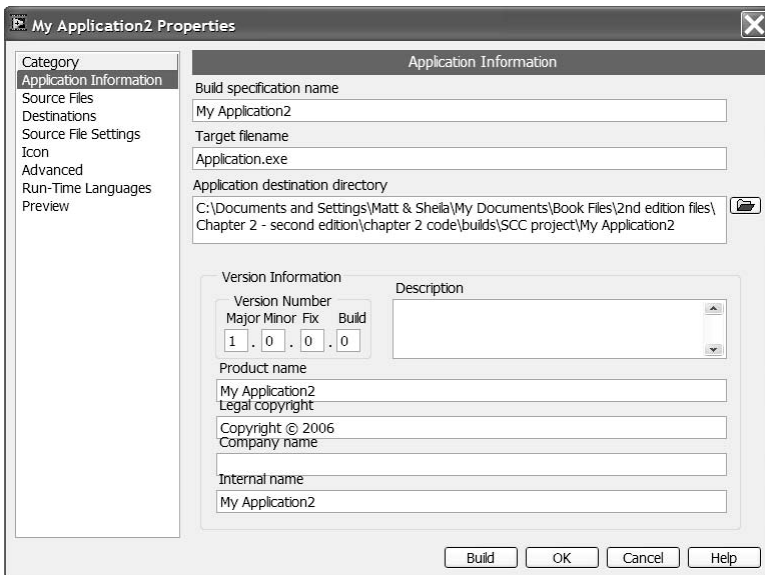 My Application2 Properties
Category
Application Information
Source Files
Destinations
Source File Settings
Icon
Advanced
Run-Time Languages
Preview
Application Information
Build specification name
My Application2
Target filename
Application.exe
Application destination directory
C:\Documents and Settings\Matt & Sheila\My Documents\Book Files\2nd edition files\
Chapter 2 - second edition\chapter 2 code\builds\SCC project\My Application2
Version Information
Version Number
Major Minor Fix Build
1 . 0 . 0 . 0
Description
Product name
My Application2
Legal copyright
Copyright © 2006
Company name
Internal name
My Application2
Build OK Cancel Help